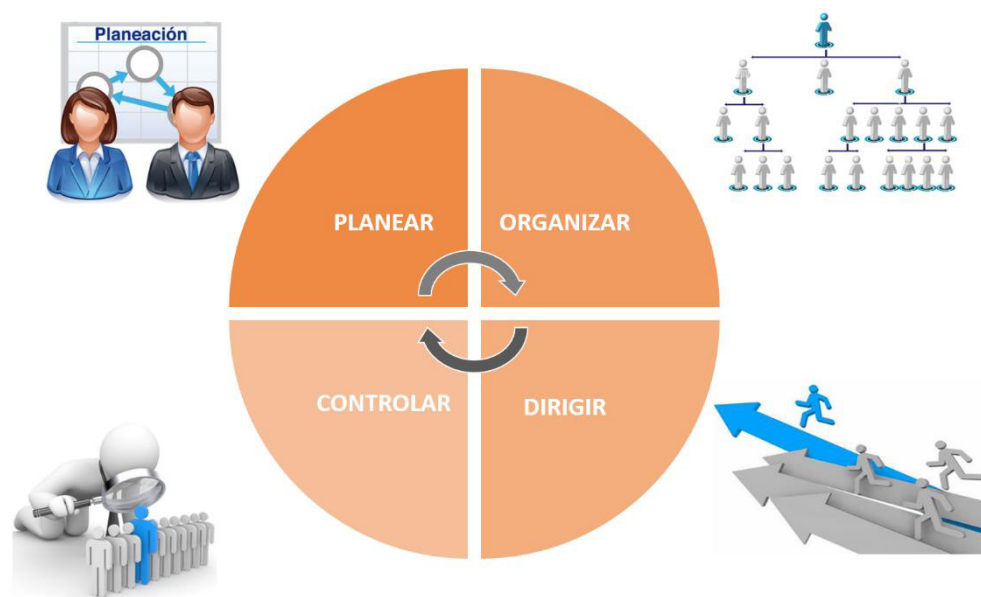 Planeación
PLANEAR
ORGANIZAR
CONTROLAR
DIRIGIR